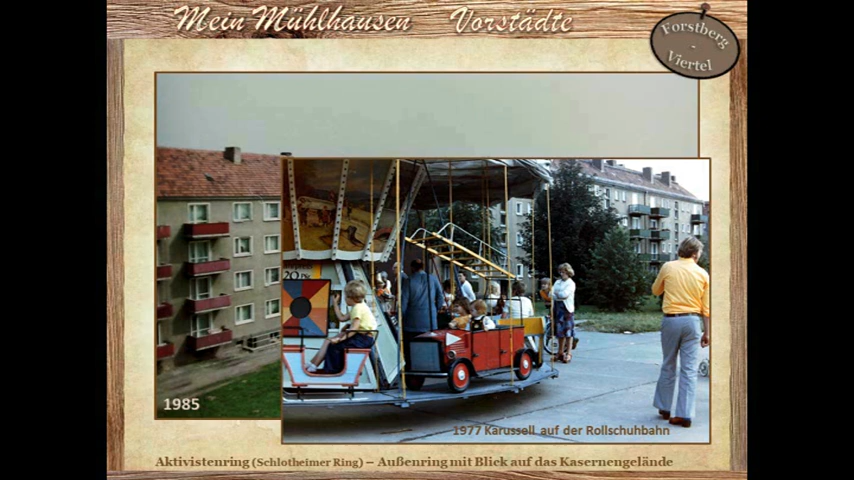 Mein Mühlhausen Vorstädte
Forstberg
-
Viertel
20 Pfg.
1985
1977 Karussell auf der Rollschuhbahn
Aktivistenring (Schlotheimer Ring) – Außenring mit Blick auf das Kasernengelände